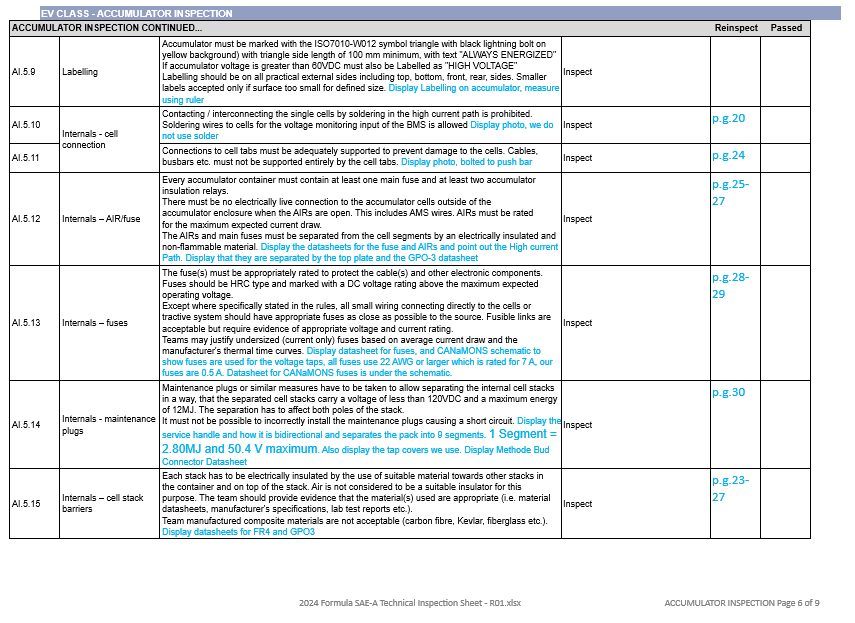 EV CLASS - ACCUMULATOR INSPECTION
ACCUMULATOR INSPECTION CONTINUED... Reinspect Passed
AI.5.9 Labelling
Accumulator must be marked with the ISO7010-W012 symbol triangle with black lightning bolt on
yellow background) with triangle side length of 100 mm minimum, with text "ALWAYS ENERGIZED"
If accumulator voltage is greater than 60VDC must also be Labelled as "HIGH VOLTAGE"
Labelling should be on all practical external sides including top, bottom, front, rear, sides. Smaller
labels accepted only if surface too small for defined size. Display Labelling on accumulator, measure
using ruler
Inspect
AI.5.10
Internals - cell
connection
Contacting / interconnecting the single cells by soldering in the high current path is prohibited.
Soldering wires to cells for the voltage monitoring input of the BMS is allowed Display photo, we do
not use solder
Inspect
p.g.20
AI.5.11
Connections to cell tabs must be adequately supported to prevent damage to the cells. Cables,
busbars etc. must not be supported entirely by the cell tabs. Display photo, bolted to push bar
Inspect
p.g.24
AI.5.12
Internals – AIR/fuse
Every accumulator container must contain at least one main fuse and at least two accumulator
insulation relays.
There must be no electrically live connection to the accumulator cells outside of the
accumulator enclosure when the AIRs are open. This includes AMS wires. AIRs must be rated
for the maximum expected current draw.
The AIRs and main fuses must be separated from the cell segments by an electrically insulated and
non-flammable material. Display the datasheets for the fuse and AIRs and point out the High current
Path. Display that they are separated by the top plate and the GPO-3 datasheet
Inspect
p.g.25-
27
AI.5.13
Internals – fuses
The fuse(s) must be appropriately rated to protect the cable(s) and other electronic components.
Fuses should be HRC type and marked with a DC voltage rating above the maximum expected
operating voltage.
Except where specifically stated in the rules, all small wiring connecting directly to the cells or
tractive system should have appropriate fuses as close as possible to the source. Fusible links are
acceptable but require evidence of appropriate voltage and current rating.
Teams may justify undersized (current only) fuses based on average current draw and the
manufacturer's thermal time curves. Display datasheet for fuses, and CANaMONS schematic to
show fuses are used for the voltage taps, all fuses use 22 AWG or larger which is rated for 7 A, our
fuses are 0.5 A. Datasheet for CANaMONS fuses is under the schematic.
Inspect
p.g.28-
29
AI.5.14
Internals - maintenance
plugs
Maintenance plugs or similar measures have to be taken to allow separating the internal cell stacks
in a way, that the separated cell stacks carry a voltage of less than 120VDC and a maximum energy
of 12MJ. The separation has to affect both poles of the stack.
It must not be possible to incorrectly install the maintenance plugs causing a short circuit. Display the
service handle and how it is bidirectional and separates the pack into 9 segments. 1 Segment =
2.80MJ and 50.4 V maximum. Also display the tap covers we use. Display Methode Bud
Connector Datasheet
Inspect
p.g.30
AI.5.15
Internals – cell stack
barriers
Each stack has to be electrically insulated by the use of suitable material towards other stacks in
the container and on top of the stack. Air is not considered to be a suitable insulator for this
purpose. The team should provide evidence that the material(s) used are appropriate (i.e. material
datasheets, manufacturer's specifications, lab test reports etc.).
Team manufactured composite materials are not acceptable (carbon fibre, Kevlar, fiberglass etc.).
Display datasheets for FR4 and GPO3
Inspect
p.g.23-
27
2024 Formula SAE-A Technical Inspection Sheet - R01.xlsx
ACCUMULATOR INSPECTION Page 6 of 9